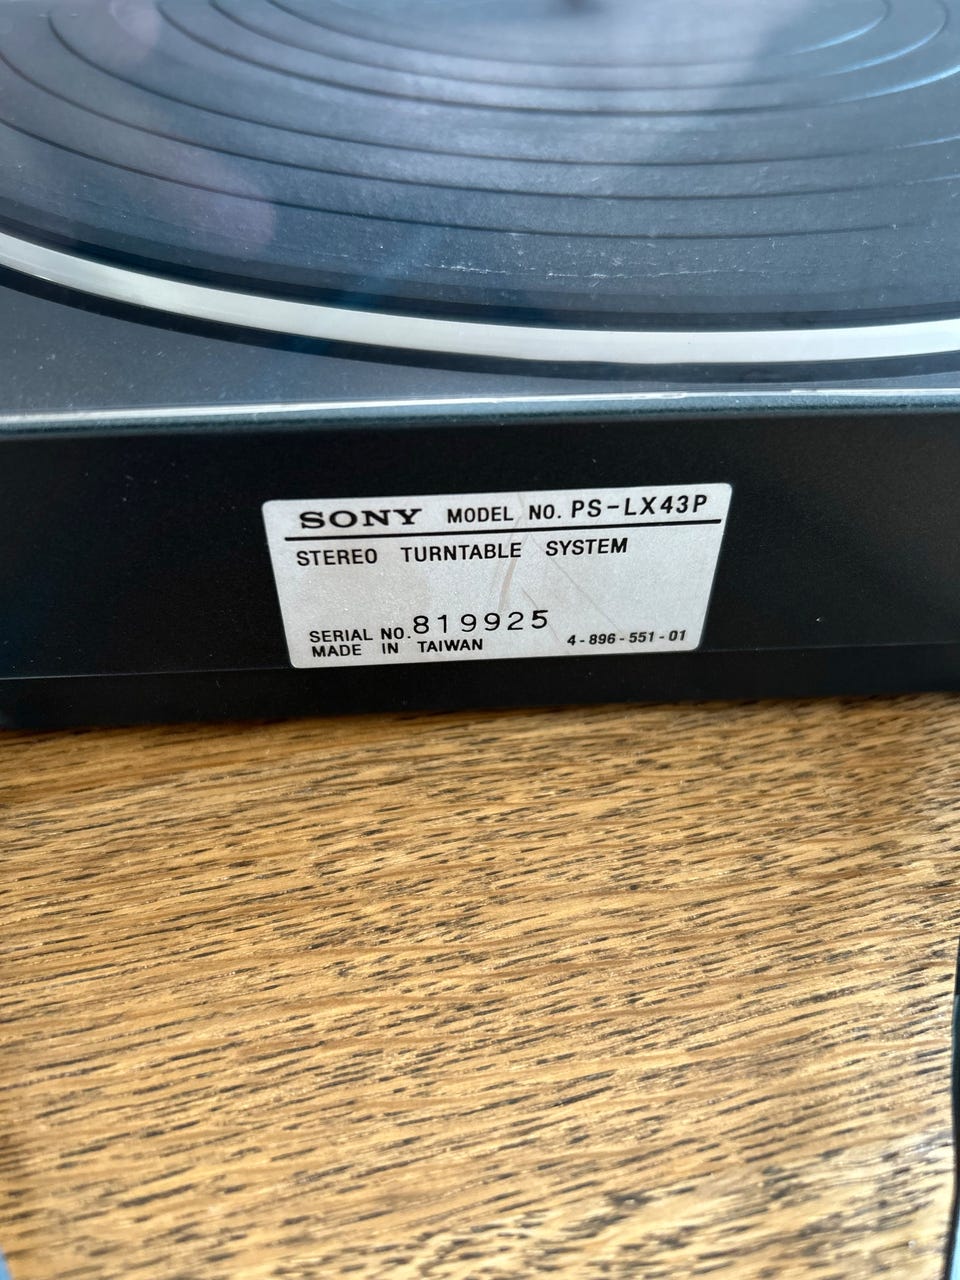 SONY MODEL NO. PS-LX43P
STEREO TURNTABLE SYSTEM
SERIAL NO. 819925
MADE IN TAIWAN 4-896-551-01